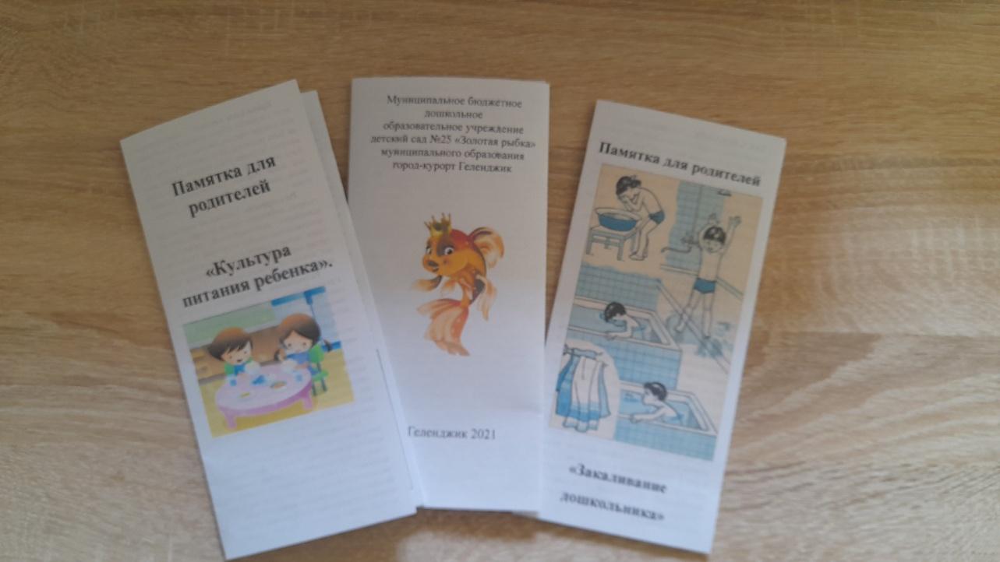 Памятка для
родителей
«Культура
питания ребенка».
Муниципальное бюджетное
дошкольное
образовательное учреждение
детский сад №25 «Золотая рыбка»
муниципального образования
город-курорт Геленджик
Геленджик 2021
Памятка для родителей
«Закаливание
дошкольника»